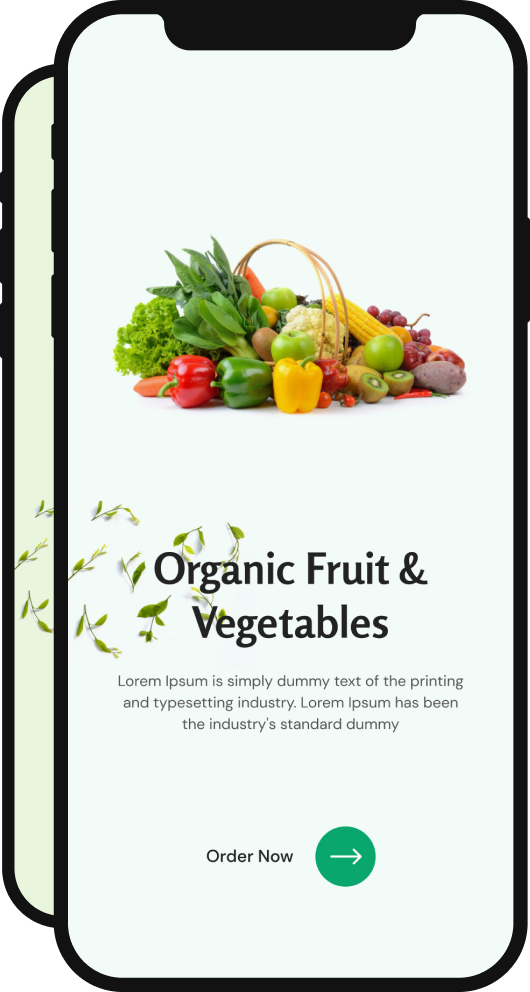 Organic Fruit &
Vegetables
Lorem Ipsum is simply dummy text of the printing
and typesetting industry. Lorem Ipsum has been
the industry's standard dummy
Order Now